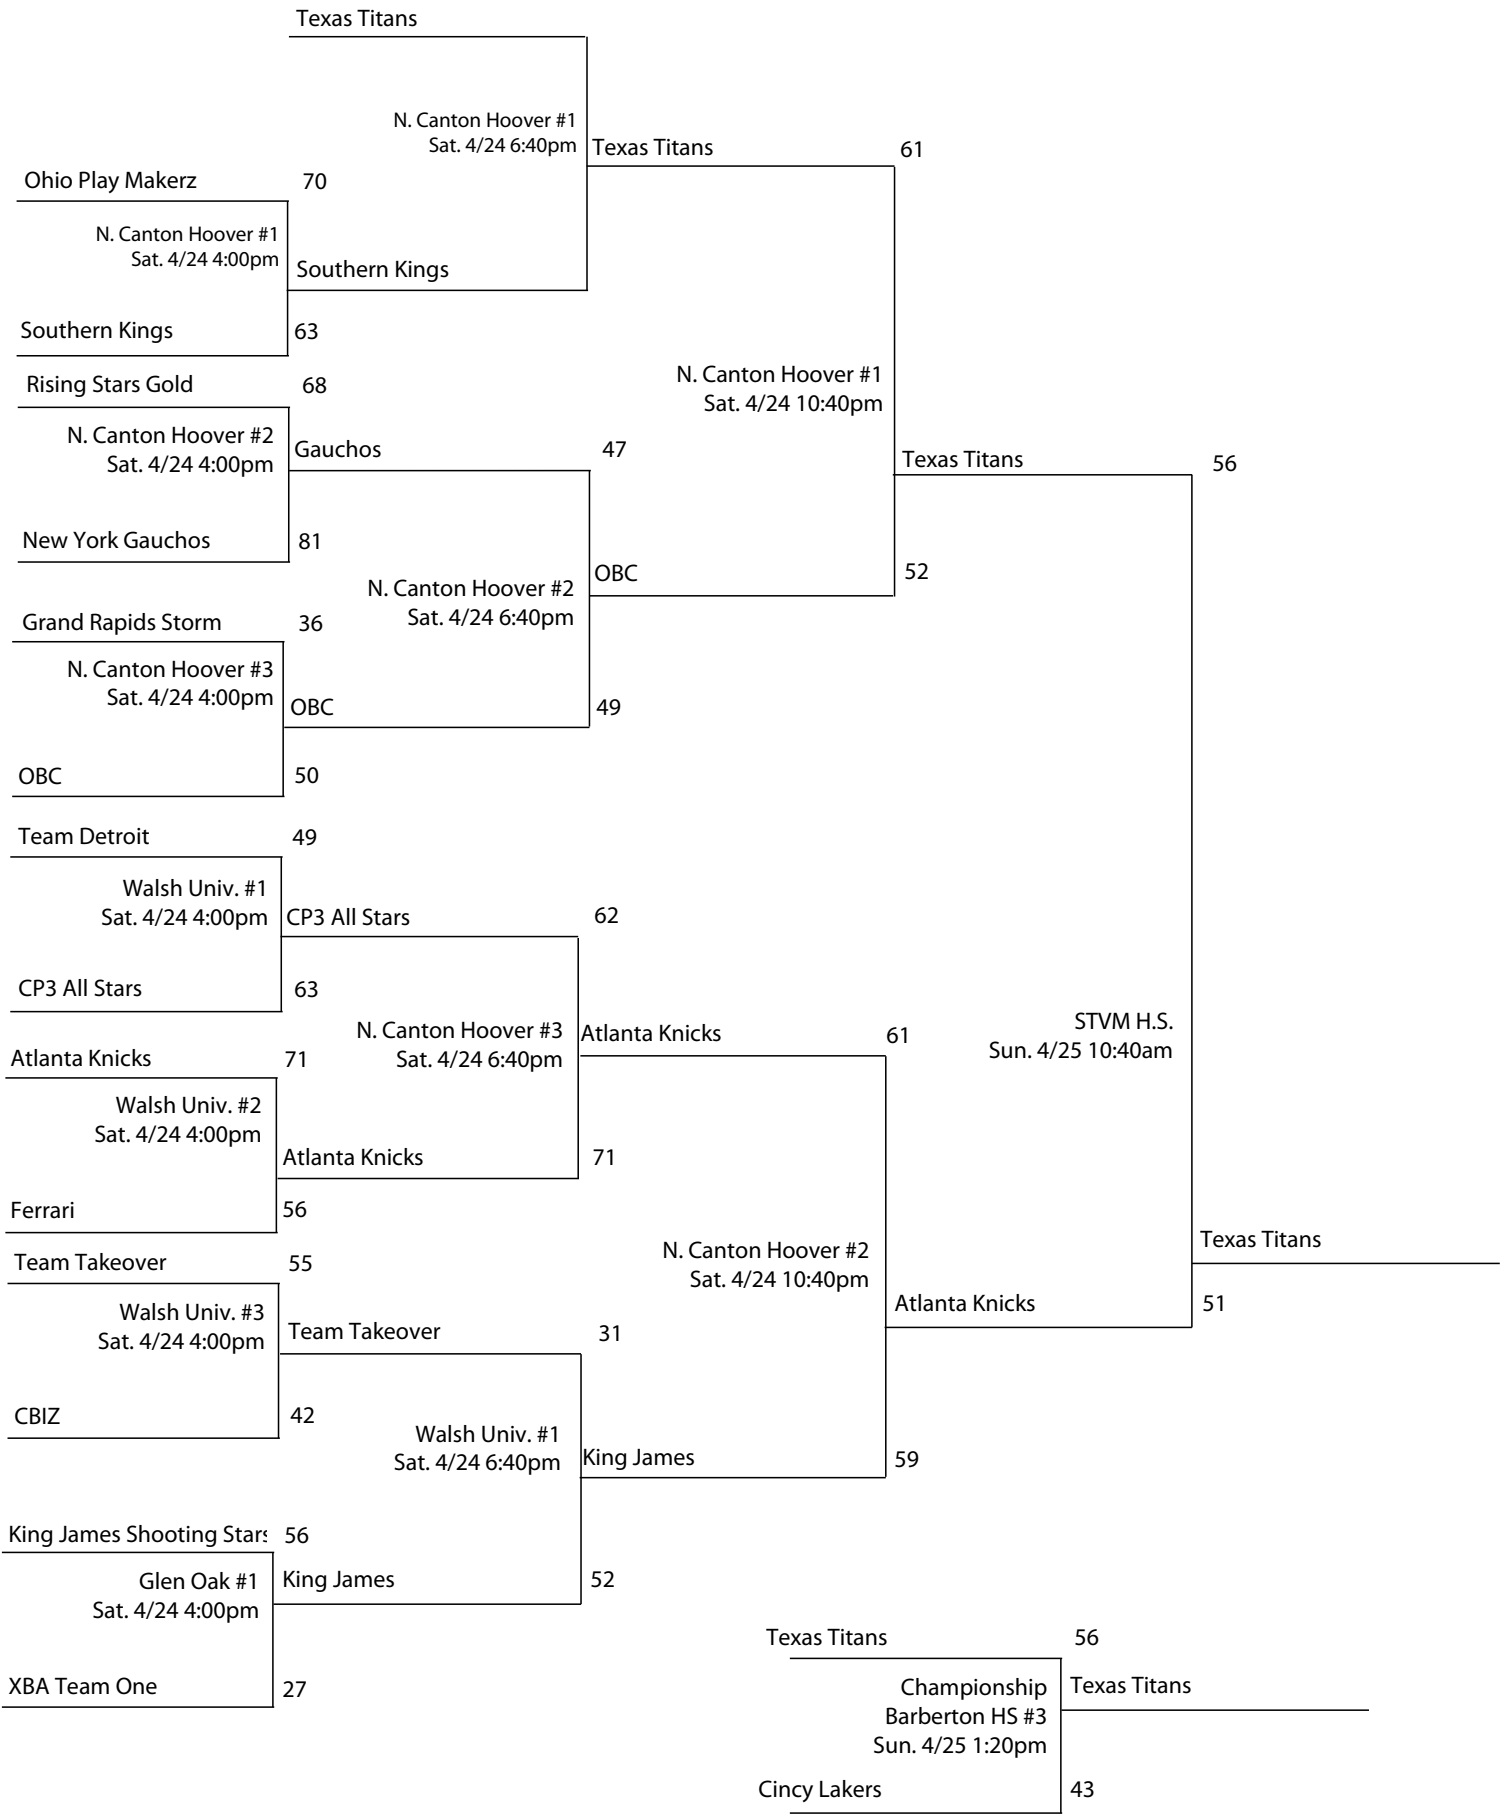 Texas Titans
N. Canton Hoover #1
Sat. 4/24 6:40pm
Texas Titans
61
Ohio Play Makerz
70
N. Canton Hoover #1
Sat. 4/24 4:00pm
Southern Kings
Southern Kings
63
Rising Stars Gold
68
N. Canton Hoover #2
Sat. 4/24 4:00pm
Gauchos
47
New York Gauchos
81
N. Canton Hoover #1
Sat. 4/24 10:40pm
Texas Titans
56
N. Canton Hoover #2
Sat. 4/24 6:40pm
OBC
52
Grand Rapids Storm
36
N. Canton Hoover #3
Sat. 4/24 4:00pm
OBC
49
OBC
50
Team Detroit
49
Walsh Univ. #1
Sat. 4/24 4:00pm
CP3 All Stars
62
CP3 All Stars
63
N. Canton Hoover #3
Sat. 4/24 6:40pm
Atlanta Knicks
61
STVM H.S.
Sun. 4/25 10:40am
Atlanta Knicks
71
Walsh Univ. #2
Sat. 4/24 4:00pm
Atlanta Knicks
71
Ferrari
56
Team Takeover
55
N. Canton Hoover #2
Sat. 4/24 10:40pm
Texas Titans
Atlanta Knicks
51
Walsh Univ. #3
Sat. 4/24 4:00pm
Team Takeover
31
CBIZ
42
Walsh Univ. #1
Sat. 4/24 6:40pm
King James
59
King James Shooting Stars
56
Glen Oak #1
Sat. 4/24 4:00pm
King James
52
XBA Team One
27
Texas Titans
56
Championship
Barberton HS #3
Sun. 4/25 1:20pm
Texas Titans
Cincy Lakers
43